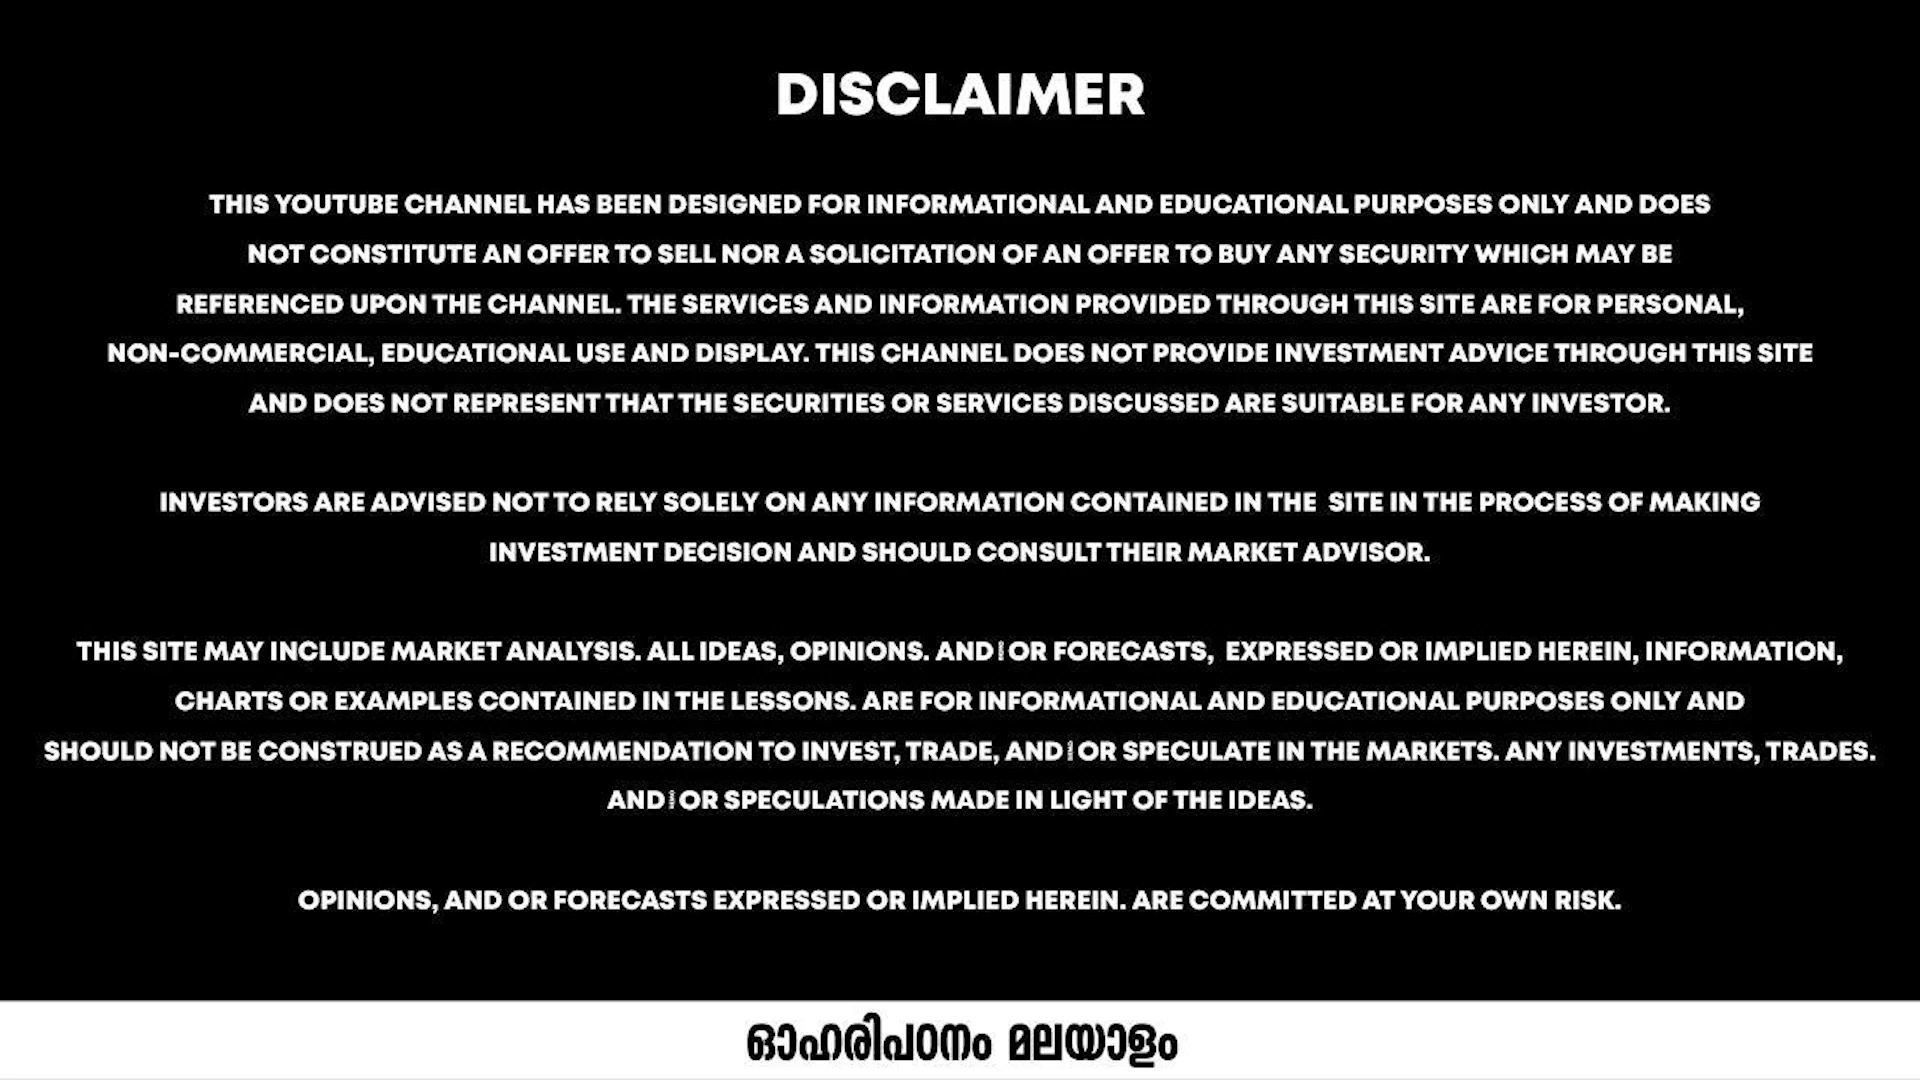 DISCLAIMER
THIS YOUTUBE CHANNEL HAS BEEN DESIGNED FOR INFORMATIONAL AND EDUCATIONAL PURPOSES ONLY AND DOES
NOT CONSTITUTE AN OFFER TO SELL NOR A SOLICITATION OF AN OFFER TO BUY ANY SECURITY WHICH MAY BE
REFERENCED UPON THE CHANNEL. THE SERVICES AND INFORMATION PROVIDED THROUGH THIS SITE ARE FOR PERSONAL,
NON-COMMERCIAL, EDUCATIONAL USE AND DISPLAY. THIS CHANNEL DOES NOT PROVIDE INVESTMENT ADVICE THROUGH THIS SITE
AND DOES NOT REPRESENT THAT THE SECURITIES OR SERVICES DISCUSSED ARE SUITABLE FOR ANY INVESTOR.
INVESTORS ARE ADVISED NOT TO RELY SOLELY ON ANY INFORMATION CONTAINED IN THE SITE IN THE PROCESS OF MAKING
INVESTMENT DECISION AND SHOULD CONSULT THEIR MARKET ADVISOR.
THIS SITE MAY INCLUDE MARKET ANALYSIS. ALL IDEAS, OPINIONS. AND OR FORECASTS, EXPRESSED OR IMPLIED HEREIN, INFORMATION,
CHARTS OR EXAMPLES CONTAINED IN THE LESSONS. ARE FOR INFORMATIONAL AND EDUCATIONAL PURPOSES ONLY AND
SHOULD NOT BE CONSTRUED AS A RECOMMENDATION TO INVEST, TRADE, AND OR SPECULATE IN THE MARKETS. ANY INVESTMENTS, TRADES.
AND OR SPECULATIONS MADE IN LIGHT OF THE IDEAS.
OPINIONS, AND OR FORECASTS EXPRESSED OR IMPLIED HEREIN. ARE COMMITTED AT YOUR OWN RISK.
ഓഹരിപഠനം മലയാളം